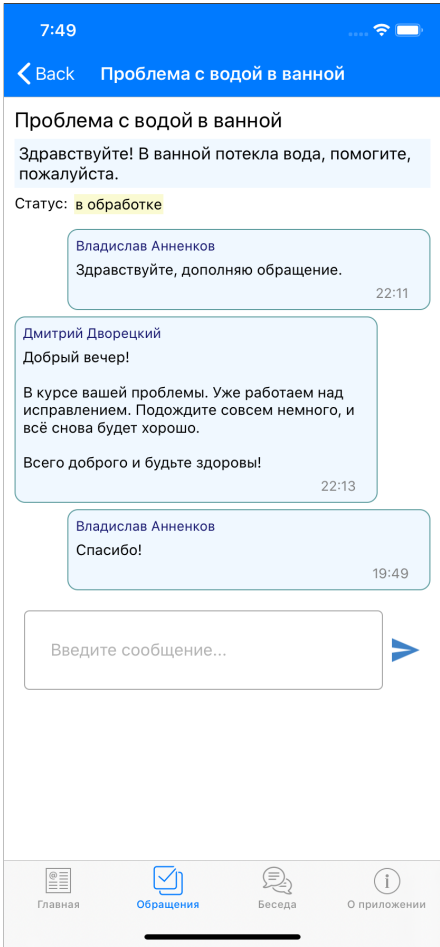 7:49
Back Проблема с водой в ванной
Проблема с водой в ванной
Здравствуйте! В ванной потекла вода, помогите,
пожалуйста.
Статус: в обработке
Владислав Анненков
Здравствуйте, дополняю обращение.
22:11
Дмитрий Дворецкий
Добрый вечер!
В курсе вашей проблемы. Уже работаем над
исправлением. Подождите совсем немного, и
всё снова будет хорошо.
Всего доброго и будьте здоровы!
22:13
Владислав Анненков
Спасибо!
19:49
Введите сообщение...
Главная Обращения Беседа О приложении